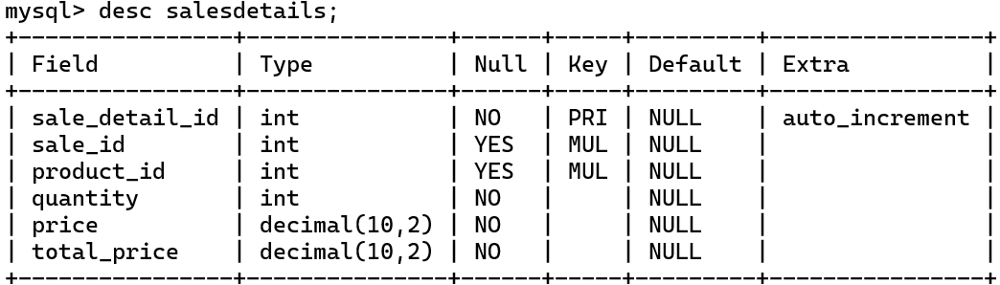 mysql> desc salesdetails;
+----------------+---------------+------+-----+---------+----------------+
| Field          | Type          | Null | Key | Default | Extra          |
+----------------+---------------+------+-----+---------+----------------+
| sale_detail_id | int           | NO   | PRI | NULL    | auto_increment |
| sale_id        | int           | YES  | MUL | NULL    |                |
| product_id     | int           | YES  | MUL | NULL    |                |
| quantity       | int           | NO   |     | NULL    |                |
| price          | decimal(10,2) | NO   |     | NULL    |                |
| total_price    | decimal(10,2) | NO   |     | NULL    |                |
+----------------+---------------+------+-----+---------+----------------+